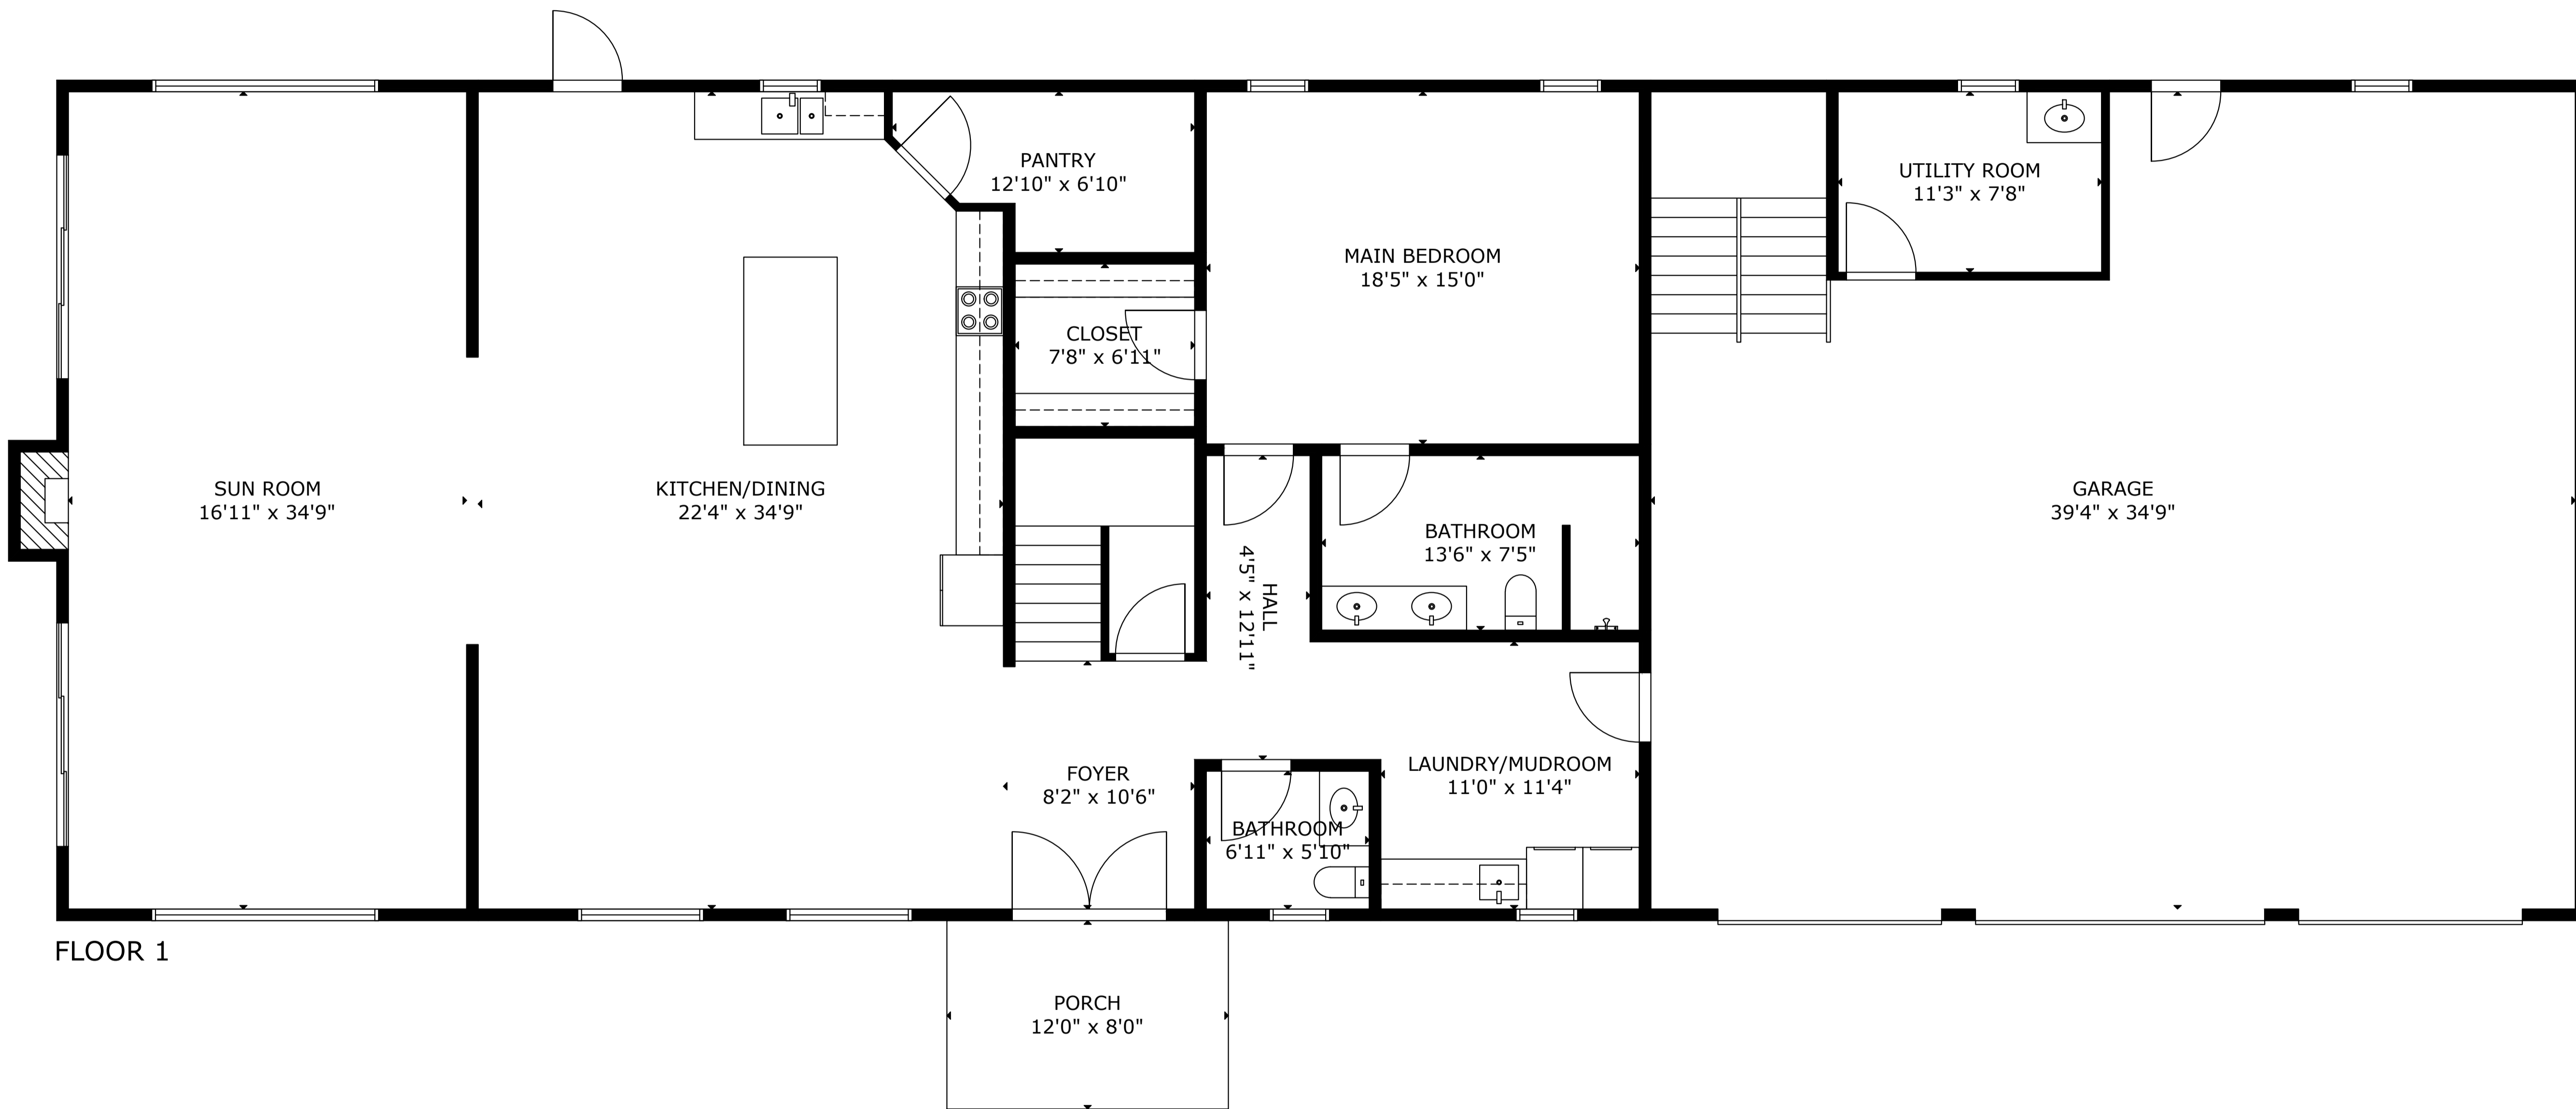 PANTRY
12'10" x 6'10"
UTILITY ROOM
11'3" x 7'8"
MAIN BEDROOM
18'5" x 15'0"
CLOSET
7'8" x 6'11"
SUN ROOM
16'11" x 34'9"
KITCHEN/DINING
22'4" x 34'9"
GARAGE
39'4" x 34'9"
BATHROOM
13'6" x 7'5"
HALL
4'5" x 12'11"
FOYER
8'2" x 10'6"
LAUNDRY/MUDROOM
11'0" x 11'4"
BATHROOM
6'11" x 5'10"
FLOOR 1
PORCH
12'0" x 8'0"